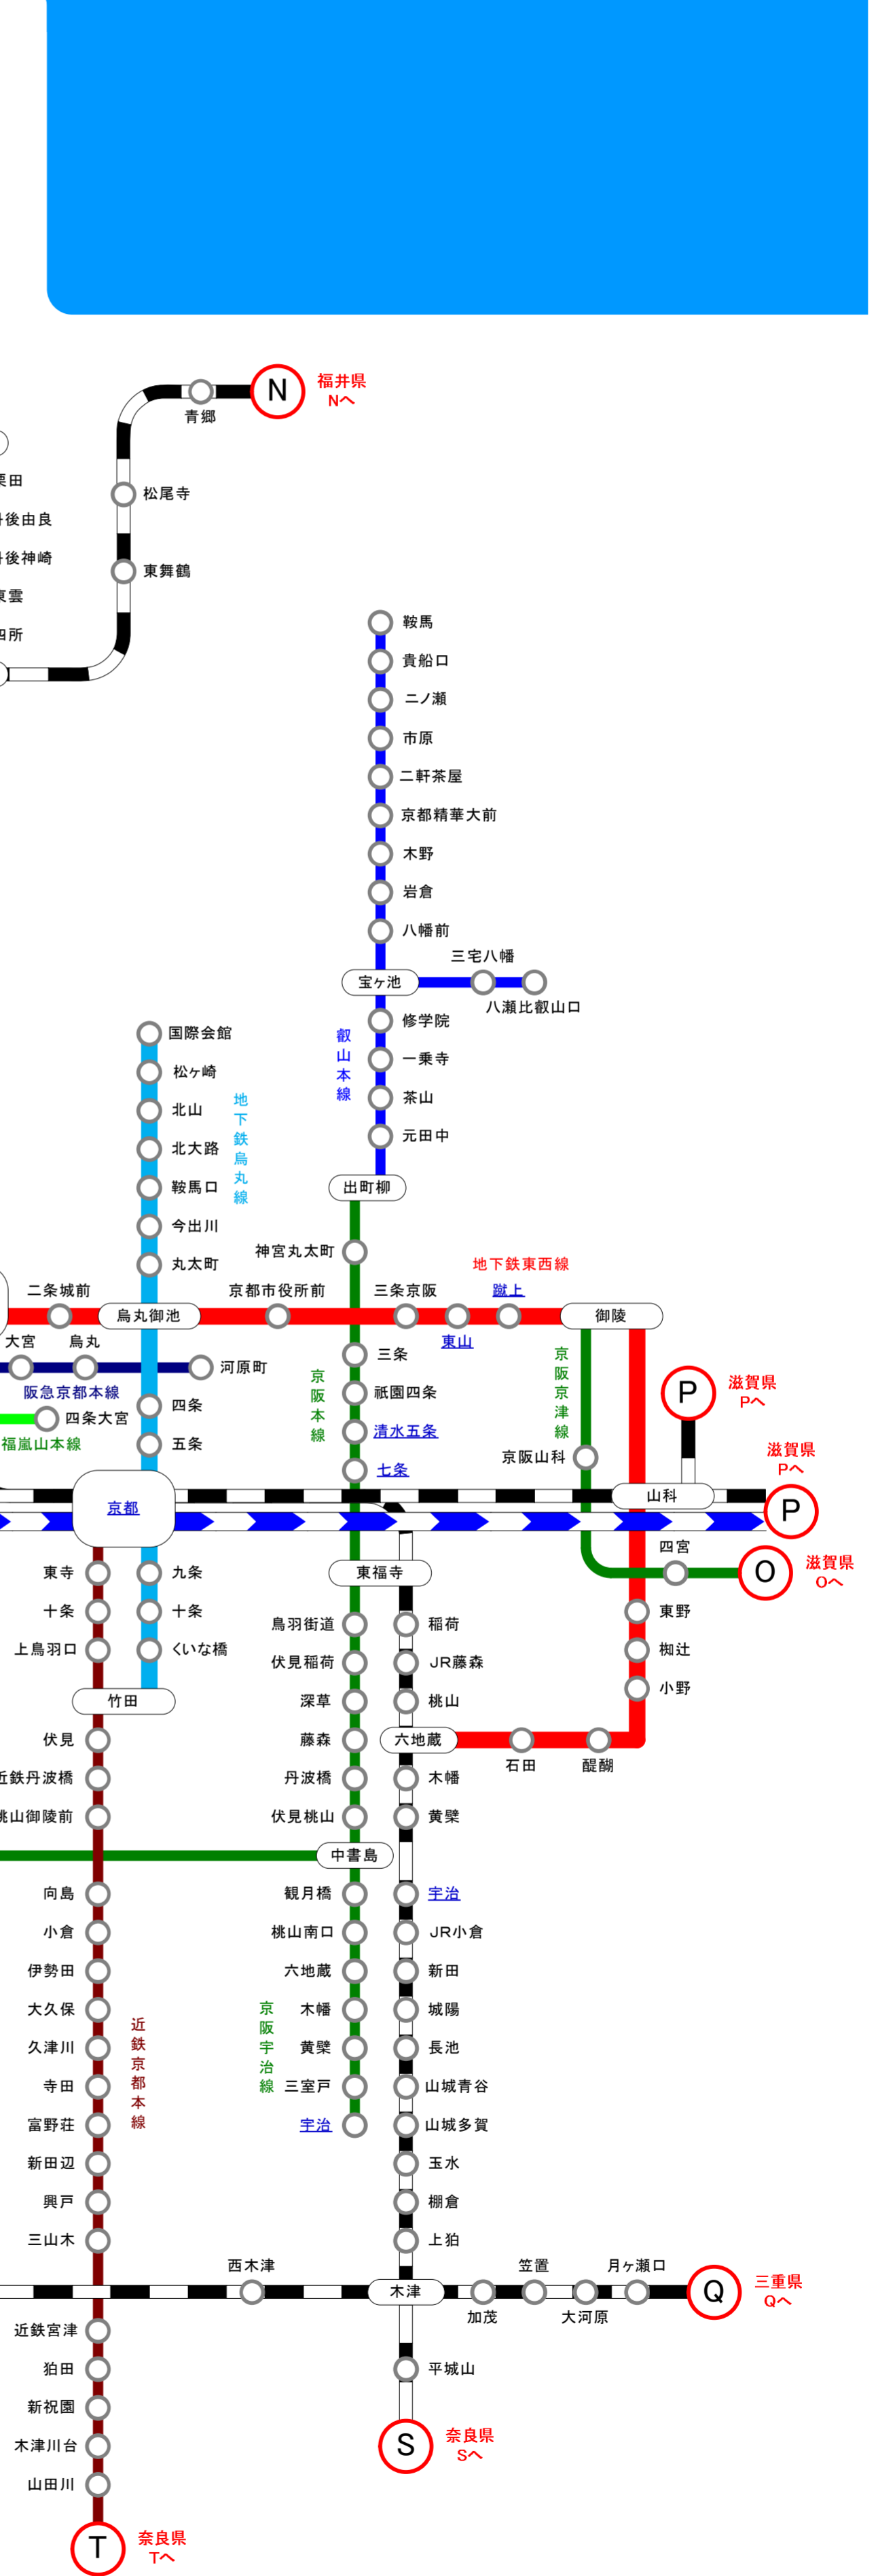 N
福井県
Nへ
青郷
松尾寺
後由良
東舞鶴
後神崎
鞍馬
貴船口
二ノ瀬
市原
二軒茶屋
京都精華大前
木野
岩倉
八幡前
三宅八幡
宝ヶ池
八瀬比叡山口
修学院
国際会館
叡山本線
一乗寺
松ヶ崎
茶山
北山
地下鉄烏丸線
元田中
北大路
出町柳
鞍馬口
今出川
神宮丸太町
丸太町
地下鉄東西線
二条城前
京都市役所前
三条京阪
蹴上
烏丸御池
御陵
大宮
烏丸
東山
三条
河原町
京阪本線
京阪京津線
阪急京都本線
P
滋賀県
Pへ
祇園四条
四条
四条大宮
清水五条
福嵐山本線
五条
京阪山科
滋賀県
Pへ
七条
京都
山科
P
四宮
東寺
九条
東福寺
O
滋賀県
Oへ
十条
十条
東野
鳥羽街道
稲荷
上鳥羽口
くいな橋
椥辻
伏見稲荷
JR藤森
小野
竹田
深草
桃山
伏見
藤森
六地蔵
石田
醍醐
近鉄丹波橋
丹波橋
木幡
桃山御陵前
伏見桃山
黄檗
中書島
向島
観月橋
宇治
小倉
桃山南口
JR小倉
伊勢田
六地蔵
新田
大久保
木幡
城陽
近鉄京都本線
京阪宇治線
久津川
黄檗
長池
寺田
三室戸
山城青谷
富野荘
宇治
山城多賀
新田辺
玉水
興戸
棚倉
三山木
上狛
西木津
笠置
月ヶ瀬口
木津
Q
三重県
Qへ
加茂
大河原
近鉄宮津
狛田
平城山
新祝園
木津川台
S
奈良県
Sへ
山田川
T
奈良県
Tへ